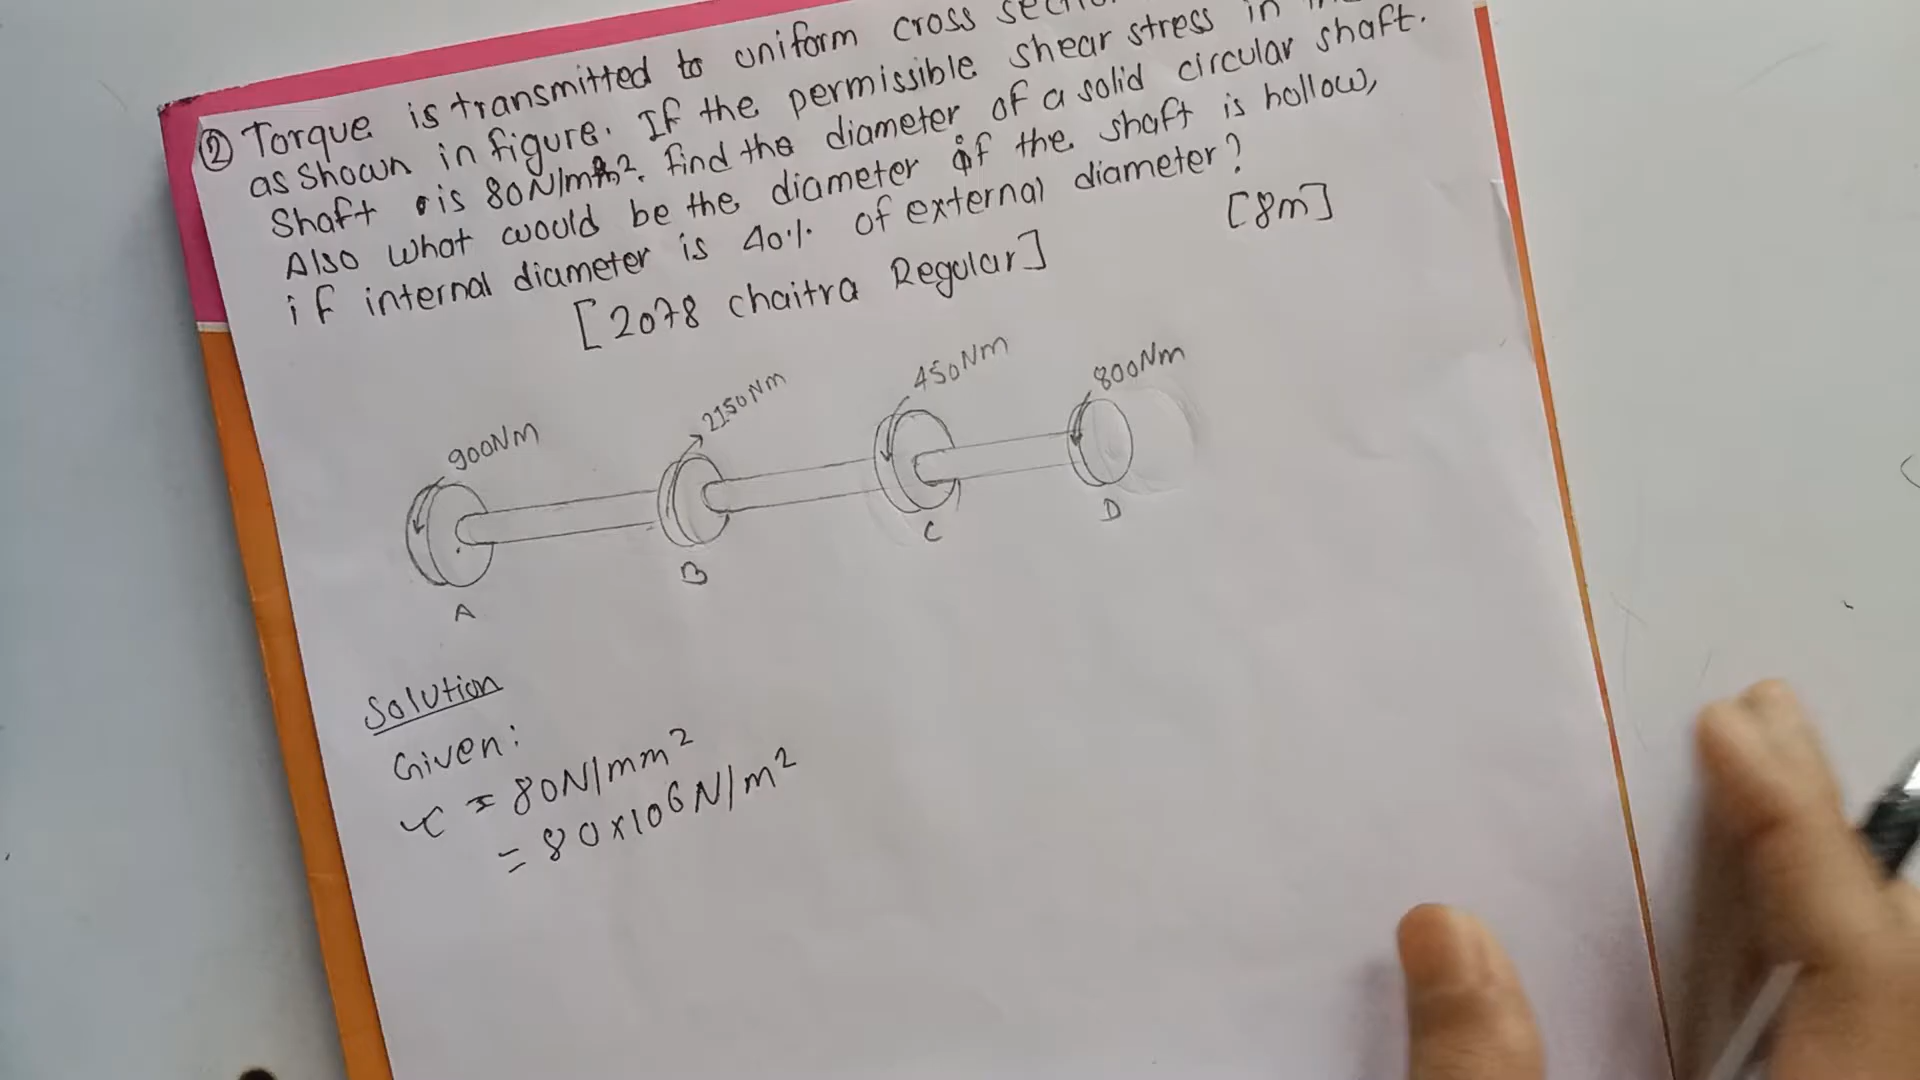 ② Torque is transmitted to uniform cross
as shown in figure. If the permissible shear stress in
Shaft is 80N/mm². find the diameter of a solid circular shaft.
Also what would be the diameter if the shaft is hollow,
if internal diameter is 40% of external diameter?
[8m]
[2078 chaitra Regular]
900Nm
2150Nm
450Nm
800Nm
A
B
C
D
Solution
Given:
τ = 80N/mm²
= 80×10⁶N/m²